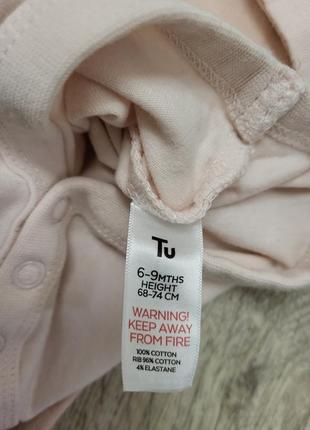 Tu
6-9MTHS
HEIGHT
68-74 CM
WARNING!
KEEP AWAY
FROM FIRE
100% COTTON
RIB 96% COTTON
4% ELASTANE